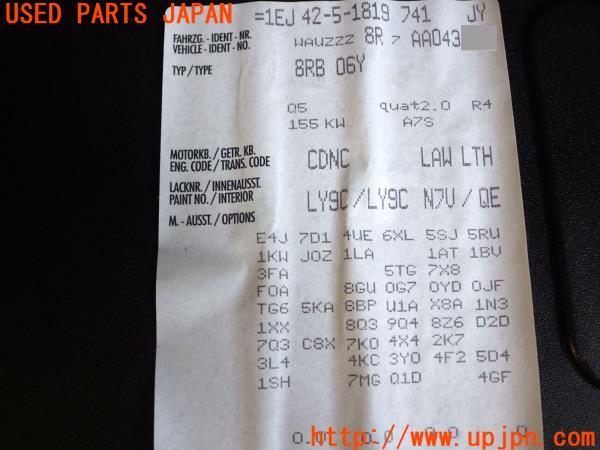 USED PARTS JAPAN
=1EJ 42-5-1819 741 JY
FAHRZG. - IDENT - NR.
VEHICLE - IDENT - NO.
WAUZZZ 8R 7 AA043
TYP / TYPE
8RB 06Y
Q5 quat2.0 R4
155 KW A7S
MOTORKB. / GETR. KB.
ENG. CODE / TRANS. CODE
CDNC LAW LTH
LACKNR. / INNENAUSST.
PAINT NO. / INTERIOR
LY9C / LY9C N7V / QE
M. - AUSST. / OPTIONS
E4J 7D1 4UE 6XL 5SJ 5RU
1KW J0Z 1LA 1AT 1BV
3FA 5TG 7X8
F0A 8GU 0G7 0YD 0JF
TG6 5KA 8BP U1A X8A 1N3
1XX 8Q3 9Q4 8Z6 D2D
7Q3 C8X 7K0 4X4 2K7
3L4 4KC 3Y0 4F2 5D4
1SH 7MG Q1D 4GF
http://www.upjpn.com